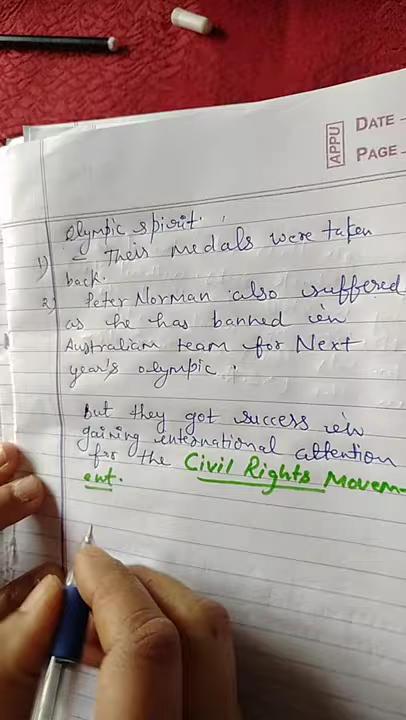 APPU
DATE -
PAGE -
Olympic spirit.
1) - Their medals were taken
back.
2) Peter Norman also suffered
as he has banned in
Australian team for Next
year's olympic.
But they got success in
gaining international attention
for the Civil Rights Movem-
ent.